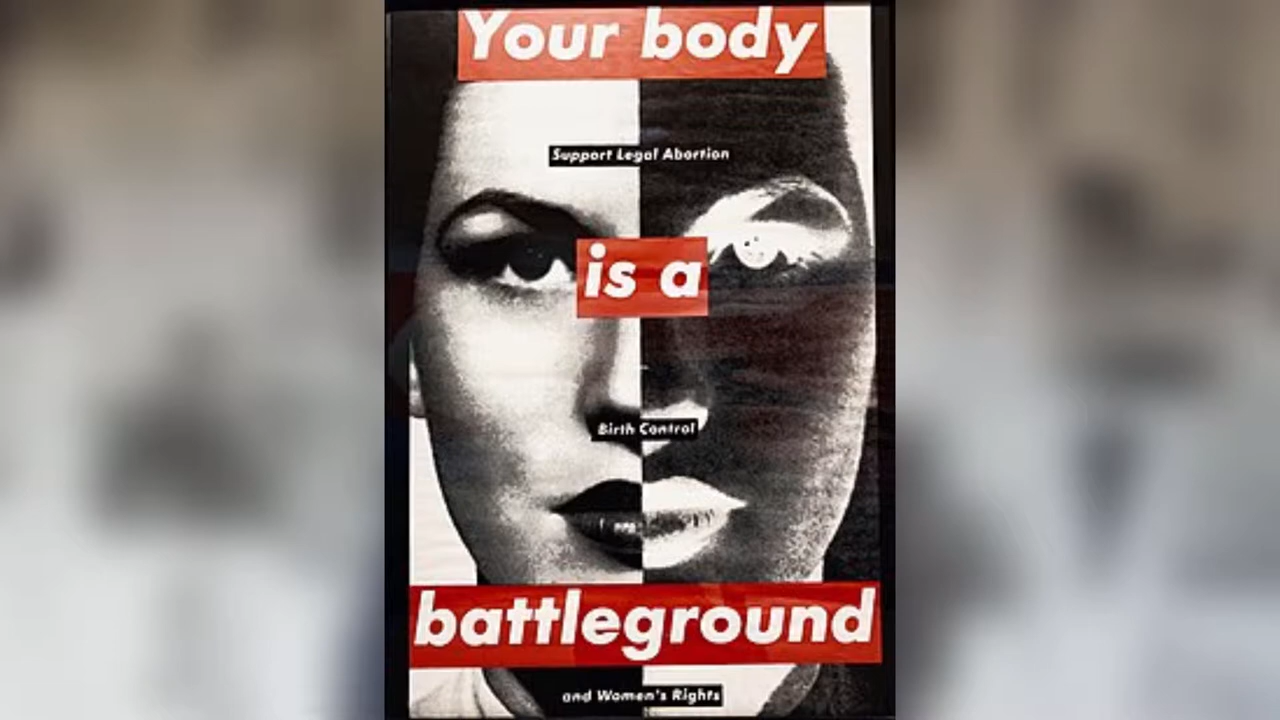 Your body
Support Legal Abortion
is a
Birth Control
battleground
and Women's Rights